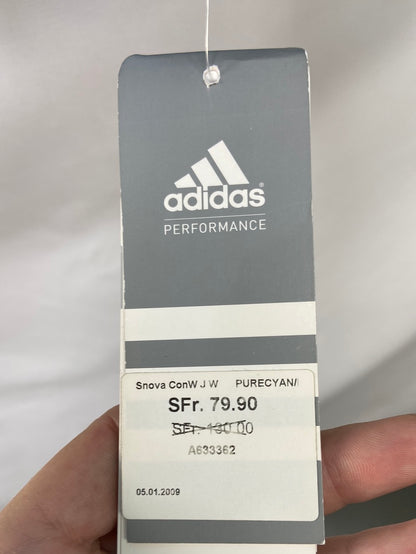 adidas®
PERFORMANCE
Snova ConW J W PURECYAN/
SFr. 79.90
SFr. 130.00
A633362
05.01.2009